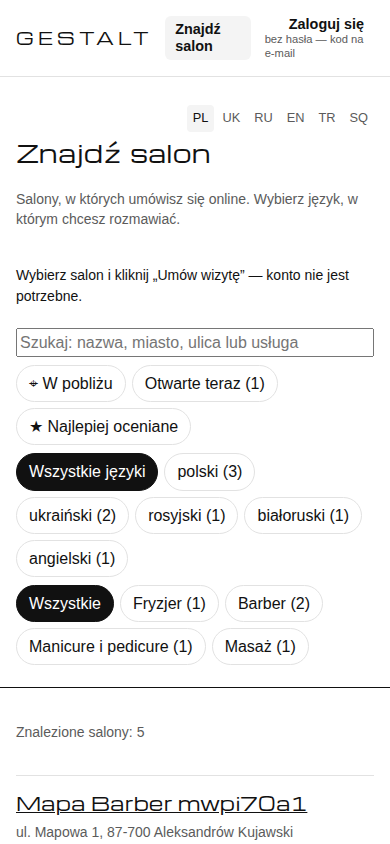 GESTALT
Znajdź
salon
Zaloguj się
bez hasła — kod na
e-mail
PL UK RU EN TR SQ
Znajdź salon
Salony, w których umówisz się online. Wybierz język, w
którym chcesz rozmawiać.
Wybierz salon i kliknij „Umów wizytę” — konto nie jest
potrzebne.
Szukaj: nazwa, miasto, ulica lub usługa
⌖ W pobliżu Otwarte teraz (1)
★ Najlepiej oceniane
Wszystkie języki polski (3)
ukraiński (2) rosyjski (1) białoruski (1)
angielski (1)
Wszystkie Fryzjer (1) Barber (2)
Manicure i pedicure (1) Masaż (1)
Znalezione salony: 5
Mapa Barber mwpi70a1
ul. Mapowa 1, 87-700 Aleksandrów Kujawski